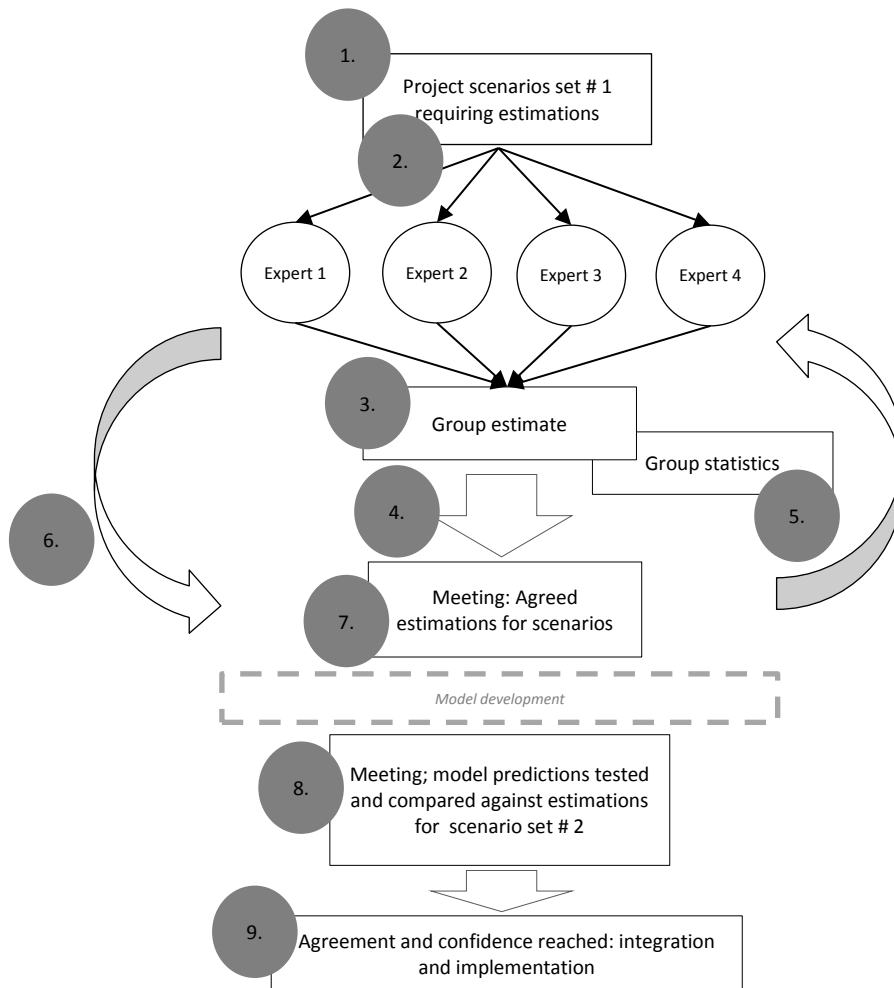 1.
Project scenarios set # 1
requiring estimations
2.
Expert 1
Expert 2
Expert 3
Expert 4
3.
Group estimate
Group statistics
4.
5.
6.
Meeting: Agreed
estimations for scenarios
7.
Model development
Meeting; model predictions tested
and compared against estimations
for scenario set # 2
8.
9.
Agreement and confidence reached: integration
and implementation